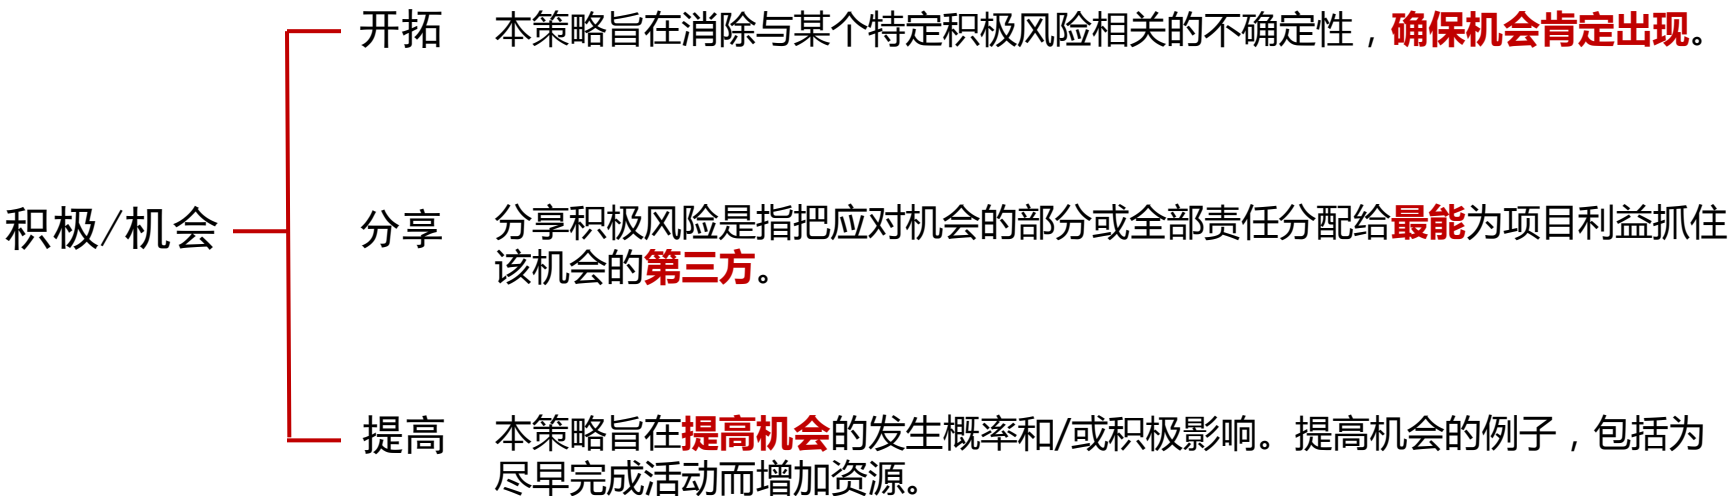 开拓 本策略旨在消除与某个特定积极风险相关的不确定性，确保机会肯定出现。
积极/机会
分享 分享积极风险是指把应对机会的部分或全部责任分配给最能为项目利益抓住
该机会的第三方。
提高 本策略旨在提高机会的发生概率和/或积极影响。提高机会的例子，包括为
尽早完成活动而增加资源。